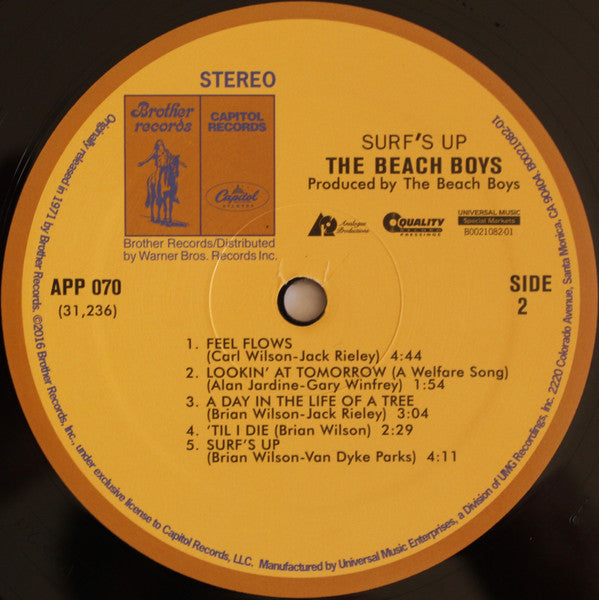 STEREO
Brother
records
CAPITOL
RECORDS
Capitol
RECORDS
Brother Records/Distributed
by Warner Bros. Records Inc.
SURF'S UP
THE BEACH BOYS
Produced by The Beach Boys
AP Analogue
Productions
QUALITY
RECORD
PRESSINGS
UNIVERSAL MUSIC
Special Markets
B0021082-01
APP 070
(31,236)
SIDE
2
1. FEEL FLOWS
(Carl Wilson-Jack Rieley) 4:44
2. LOOKIN' AT TOMORROW (A Welfare Song)
(Alan Jardine-Gary Winfrey) 1:54
3. A DAY IN THE LIFE OF A TREE
(Brian Wilson-Jack Rieley) 3:04
4. 'TIL I DIE (Brian Wilson) 2:29
5. SURF'S UP
(Brian Wilson-Van Dyke Parks) 4:11
Originally released in 1971 by Brother Records. ©2016 Brother Records, Inc., under exclusive license to Capitol Records, LLC. Manufactured by Universal Music Enterprises, a Division of UMG Recordings, Inc. 2220 Colorado Avenue, Santa Monica, CA 90404. B0021082-01